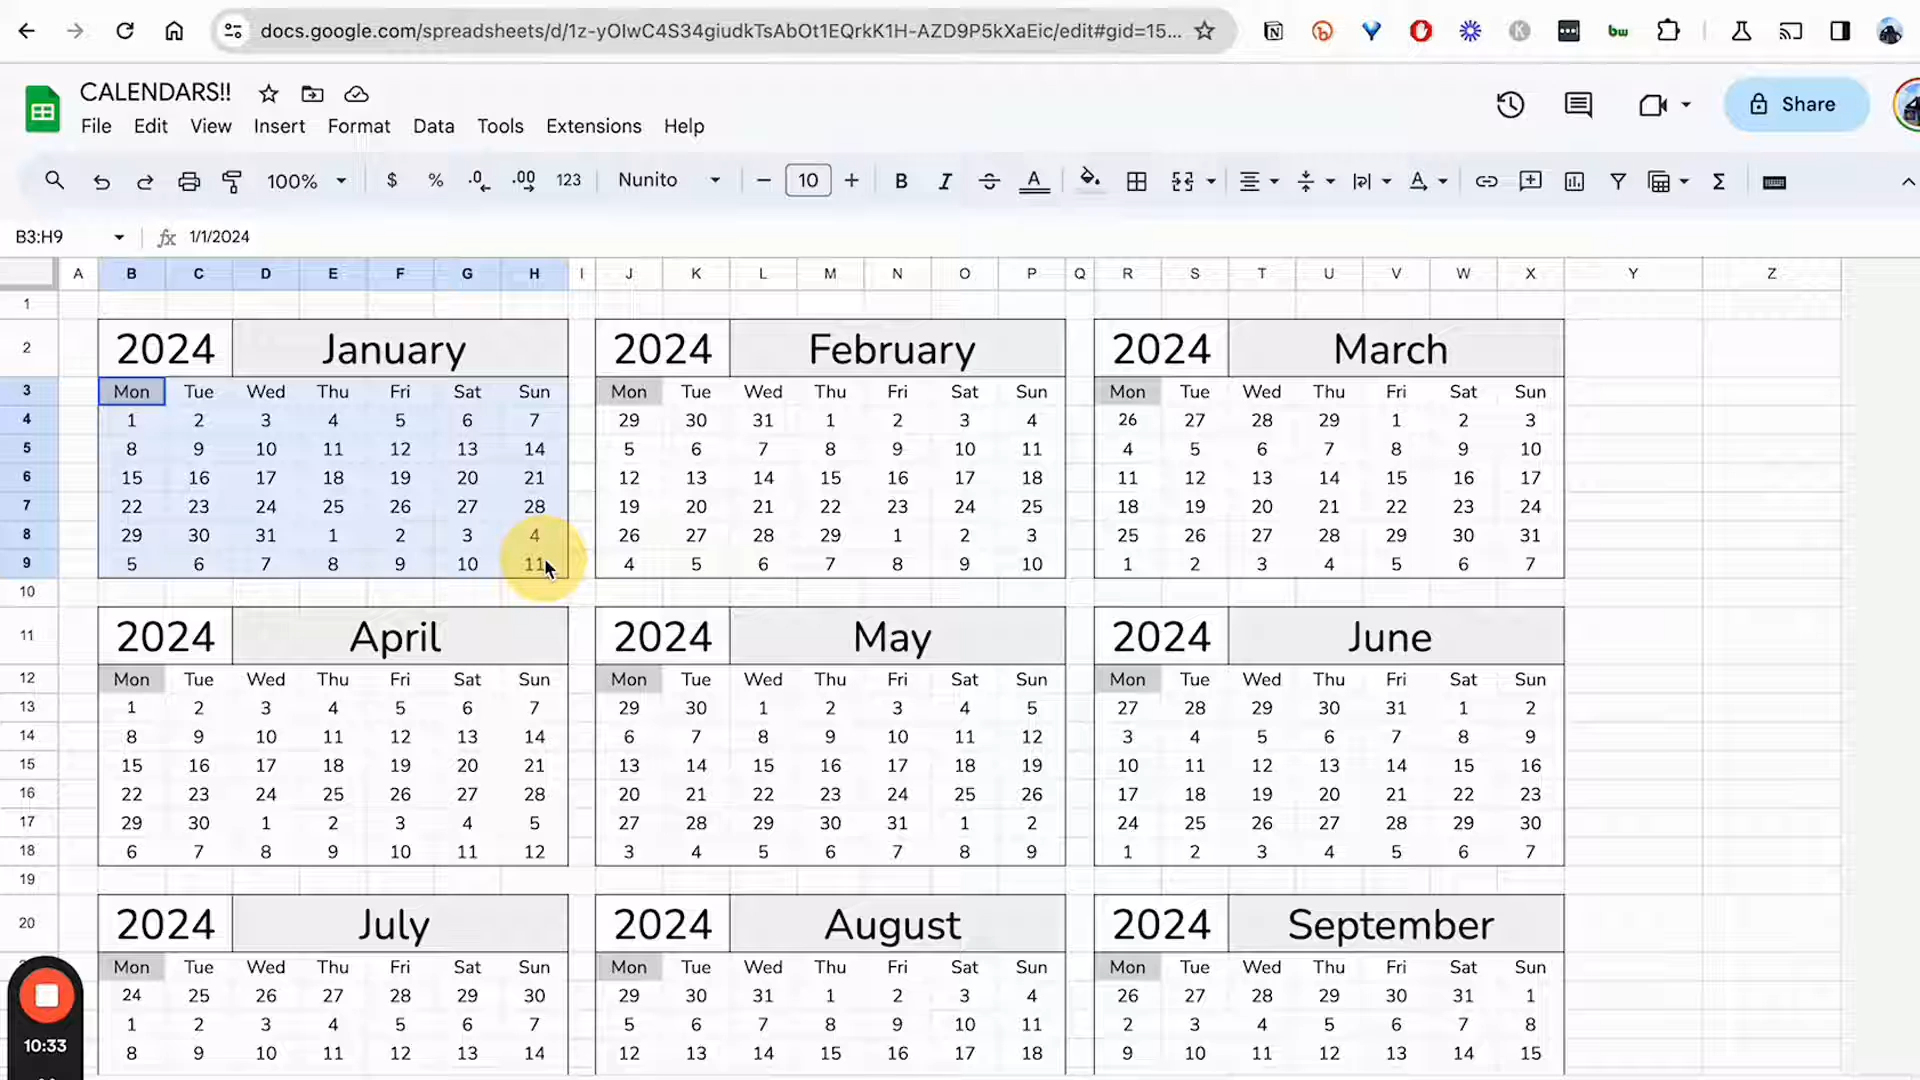 docs.google.com/spreadsheets/d/1z-yOIwC4S34giudkTsAbOt1EQrkK1H-AZD9P5kXaEic/edit#gid=15...
CALENDARS!!
File Edit View Insert Format Data Tools Extensions Help
Share
100% $ % .0 .00 123 Nunito 10 B I A
B3:H9 fx 1/1/2024
A B C D E F G H I J K L M N O P Q R S T U V W X Y Z
1
2 2024 January 2024 February 2024 March
3 Mon Tue Wed Thu Fri Sat Sun Mon Tue Wed Thu Fri Sat Sun Mon Tue Wed Thu Fri Sat Sun
4 1 2 3 4 5 6 7 29 30 31 1 2 3 4 26 27 28 29 1 2 3
5 8 9 10 11 12 13 14 5 6 7 8 9 10 11 4 5 6 7 8 9 10
6 15 16 17 18 19 20 21 12 13 14 15 16 17 18 11 12 13 14 15 16 17
7 22 23 24 25 26 27 28 19 20 21 22 23 24 25 18 19 20 21 22 23 24
8 29 30 31 1 2 3 4 26 27 28 29 1 2 3 25 26 27 28 29 30 31
9 5 6 7 8 9 10 11 4 5 6 7 8 9 10 1 2 3 4 5 6 7
10
11 2024 April 2024 May 2024 June
12 Mon Tue Wed Thu Fri Sat Sun Mon Tue Wed Thu Fri Sat Sun Mon Tue Wed Thu Fri Sat Sun
13 1 2 3 4 5 6 7 29 30 1 2 3 4 5 27 28 29 30 31 1 2
14 8 9 10 11 12 13 14 6 7 8 9 10 11 12 3 4 5 6 7 8 9
15 15 16 17 18 19 20 21 13 14 15 16 17 18 19 10 11 12 13 14 15 16
16 22 23 24 25 26 27 28 20 21 22 23 24 25 26 17 18 19 20 21 22 23
17 29 30 1 2 3 4 5 27 28 29 30 31 1 2 24 25 26 27 28 29 30
18 6 7 8 9 10 11 12 3 4 5 6 7 8 9 1 2 3 4 5 6 7
19
20 2024 July 2024 August 2024 September
Mon Tue Wed Thu Fri Sat Sun Mon Tue Wed Thu Fri Sat Sun Mon Tue Wed Thu Fri Sat Sun
24 25 26 27 28 29 30 29 30 31 1 2 3 4 26 27 28 29 30 31 1
1 2 3 4 5 6 7 5 6 7 8 9 10 11 2 3 4 5 6 7 8
8 9 10 11 12 13 14 12 13 14 15 16 17 18 9 10 11 12 13 14 15
10:33